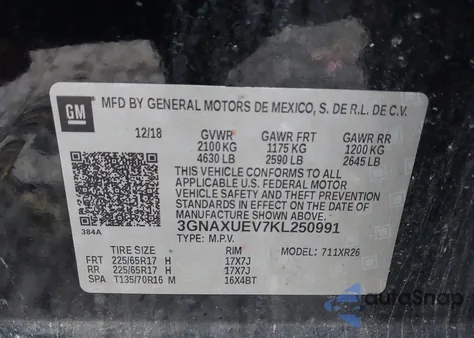 GM
MFD BY GENERAL MOTORS DE MEXICO, S. DE R.L. DE C.V.
12/18 GVWR GAWR FRT GAWR RR
2100 KG 1175 KG 1200 KG
4630 LB 2590 LB 2645 LB
THIS VEHICLE CONFORMS TO ALL
APPLICABLE U.S. FEDERAL MOTOR
VEHICLE SAFETY AND THEFT PREVENTION
STANDARDS IN EFFECT ON THE DATE OF
MANUFACTURE SHOWN ABOVE.
384A 3GNAXUEV7KL250991
TYPE: M.P.V.
TIRE SIZE RIM MODEL: 711XR26
FRT 225/65R17 H 17X7J
RR 225/65R17 H 17X7J
SPA T135/70R16 M 16X4BT
AutoSnap